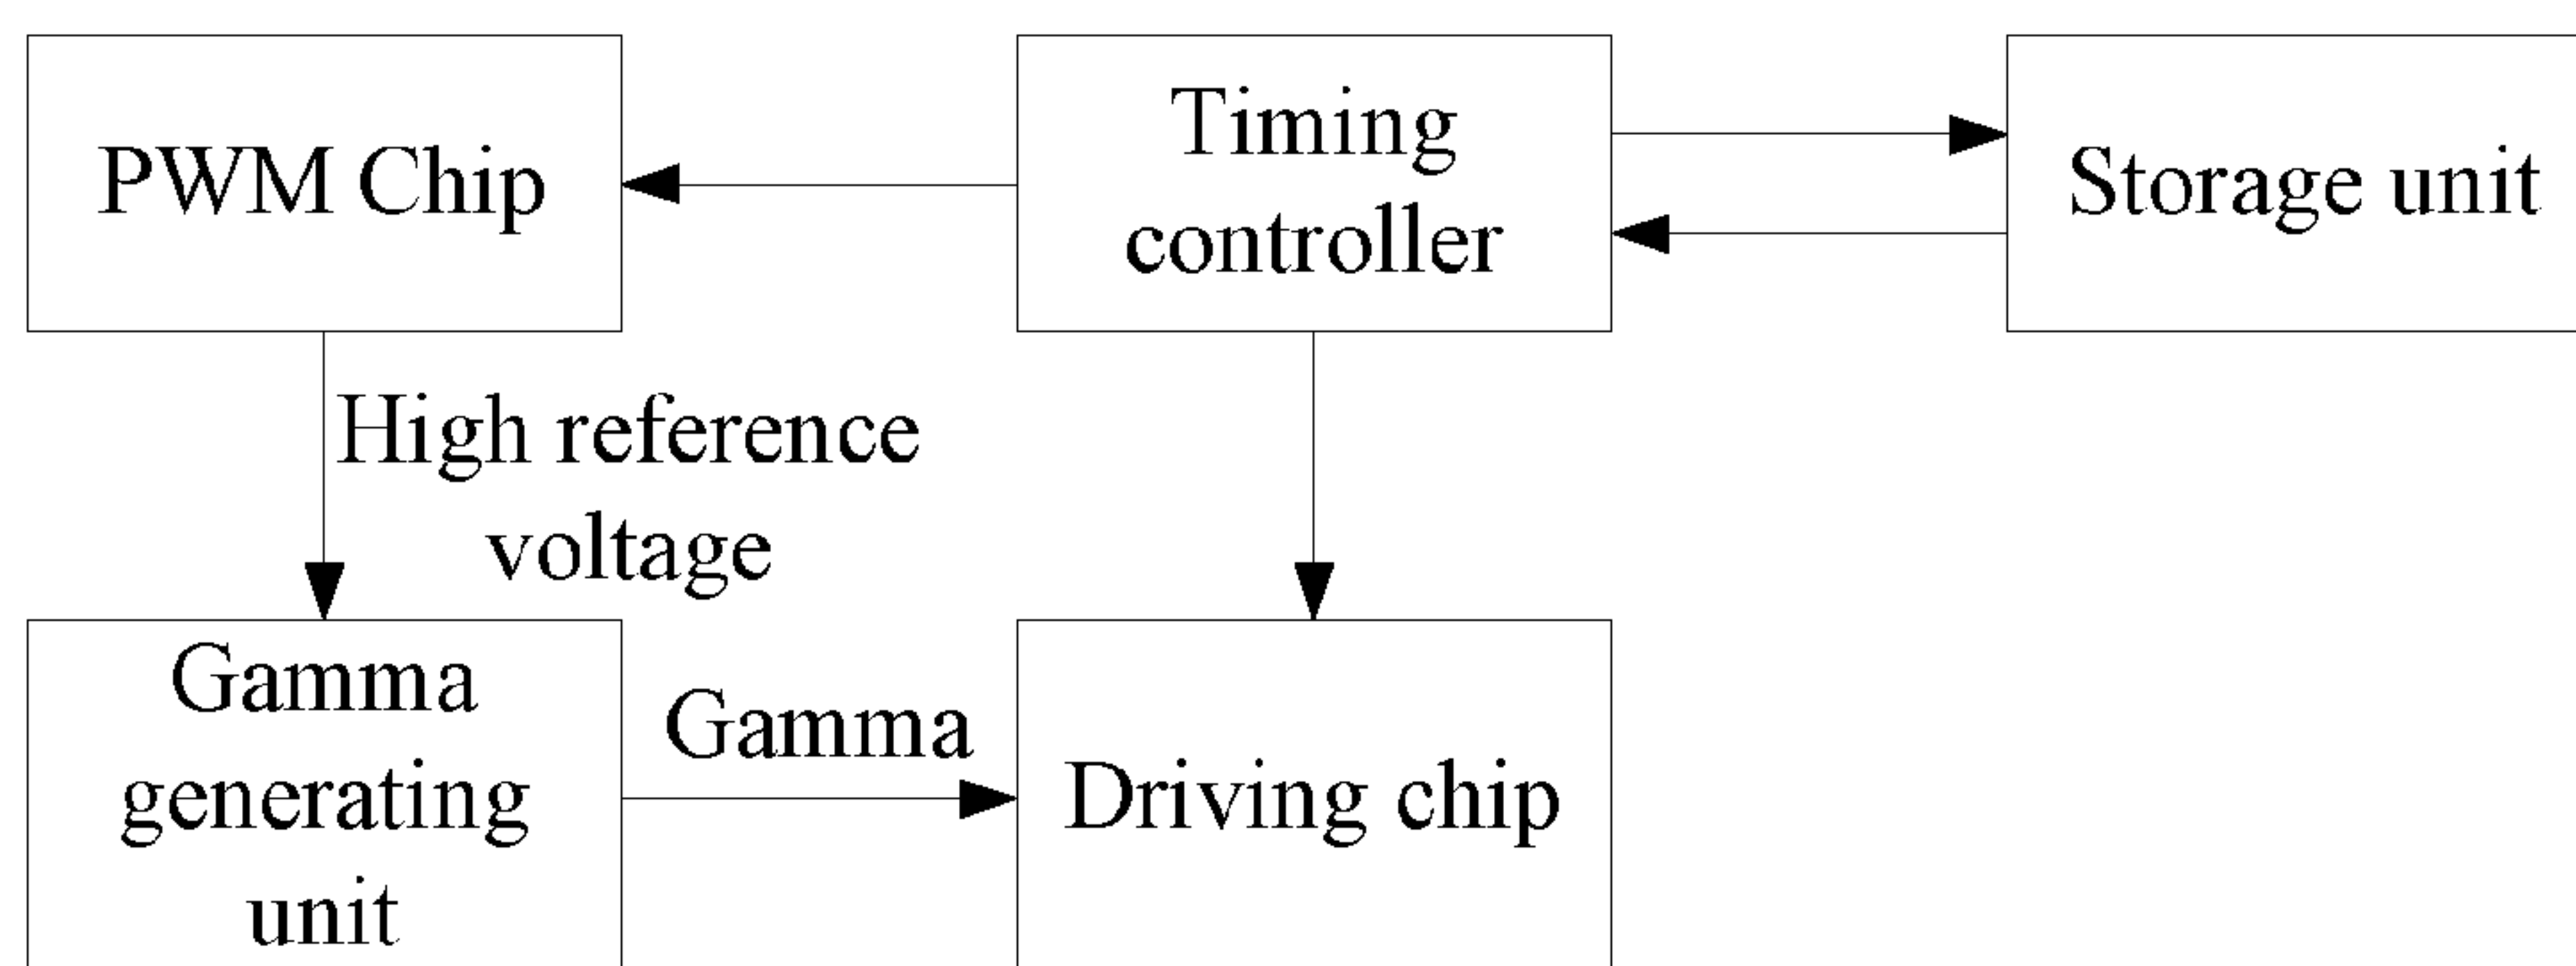 PWM Chip
Timing
controller
Storage unit
High reference
voltage
Gamma
generating
unit
Gamma
Driving chip